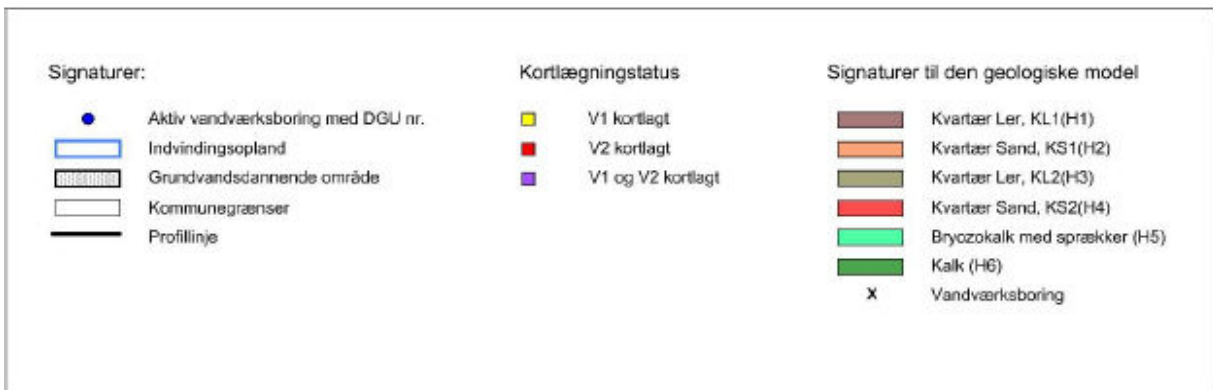 Signaturer:
Aktiv vandværksboring med DGU nr.
Indvindingsopland
Grundvandsdannende område
Kommunegrænser
Profillinje
Kortlægningstatus
V1 kortlagt
V2 kortlagt
V1 og V2 kortlagt
Signaturer til den geologiske model
Kvartær Ler, KL1(H1)
Kvartær Sand, KS1(H2)
Kvartær Ler, KL2(H3)
Kvartær Sand, KS2(H4)
Bryozokalk med sprækker (H5)
Kalk (H6)
X Vandværksboring